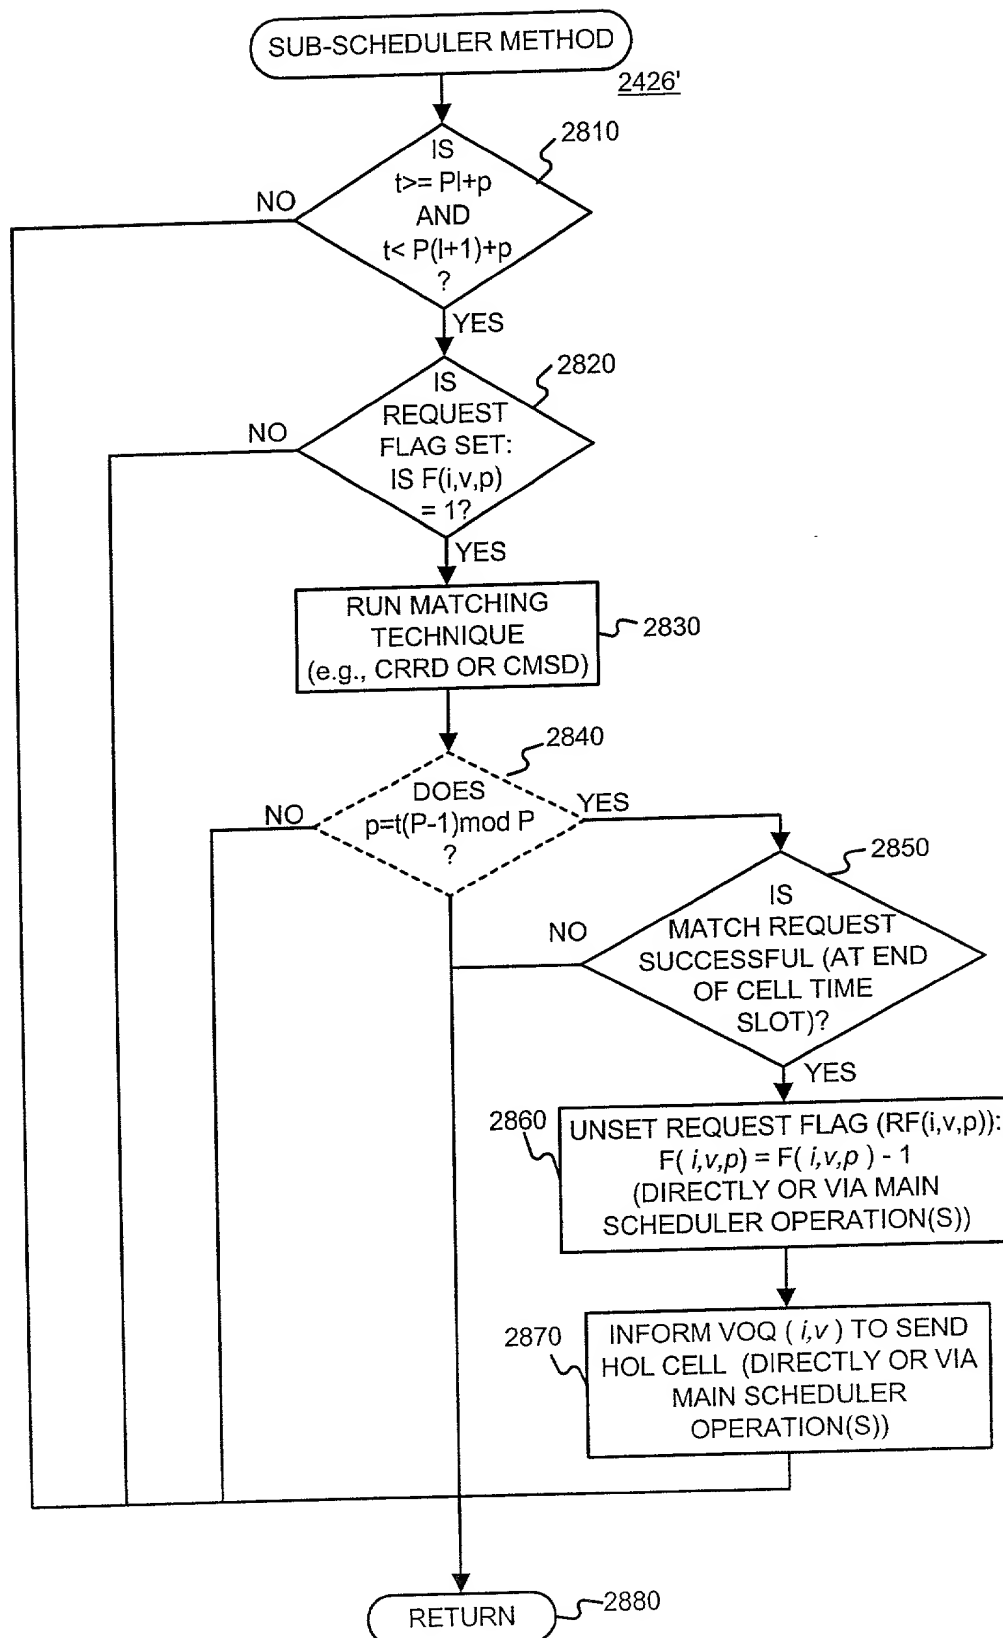 SUB-SCHEDULER METHOD
2426'
2810
IS
t>= Pl+p
AND
t< P(l+1)+p
?
NO
YES
2820
IS
REQUEST
FLAG SET:
IS F(i,v,p)
= 1?
NO
YES
RUN MATCHING
TECHNIQUE
(e.g., CRRD OR CMSD)
2830
2840
DOES
p=t(P-1)mod P
?
NO
YES
2850
IS
MATCH REQUEST
SUCCESSFUL (AT END
OF CELL TIME
SLOT)?
NO
YES
2860
UNSET REQUEST FLAG (RF(i,v,p)):
F( i,v,p) = F( i,v,p ) - 1
(DIRECTLY OR VIA MAIN
SCHEDULER OPERATION(S))
2870
INFORM VOQ ( i,v ) TO SEND
HOL CELL (DIRECTLY OR VIA
MAIN SCHEDULER
OPERATION(S))
RETURN
2880